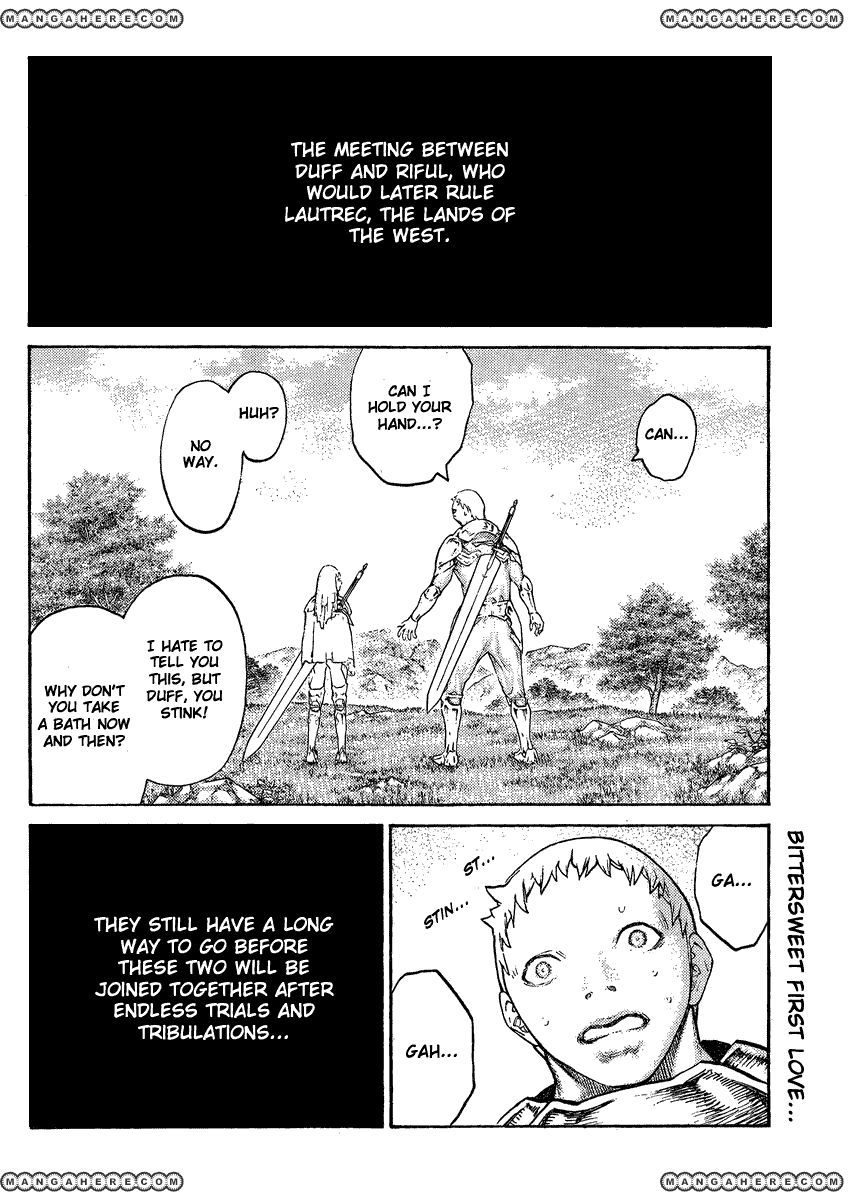 MANGAHERE.COM
MANGAHERE.COM
THE MEETING BETWEEN
DUFF AND RIFUL, WHO
WOULD LATER RULE
LAUTREC, THE LANDS OF
THE WEST.
CAN...
CAN I
HOLD YOUR
HAND...?
HUH?
NO
WAY.
I HATE TO
TELL YOU
THIS, BUT
DUFF, YOU
STINK!
WHY DON'T
YOU TAKE
A BATH NOW
AND THEN?
GA...
ST...
STIN...
GAH...
BITTERSWEET FIRST LOVE...
THEY STILL HAVE A LONG
WAY TO GO BEFORE
THESE TWO WILL BE
JOINED TOGETHER AFTER
ENDLESS TRIALS AND
TRIBULATIONS...
MANGAHERE.COM
MANGAHERE.COM